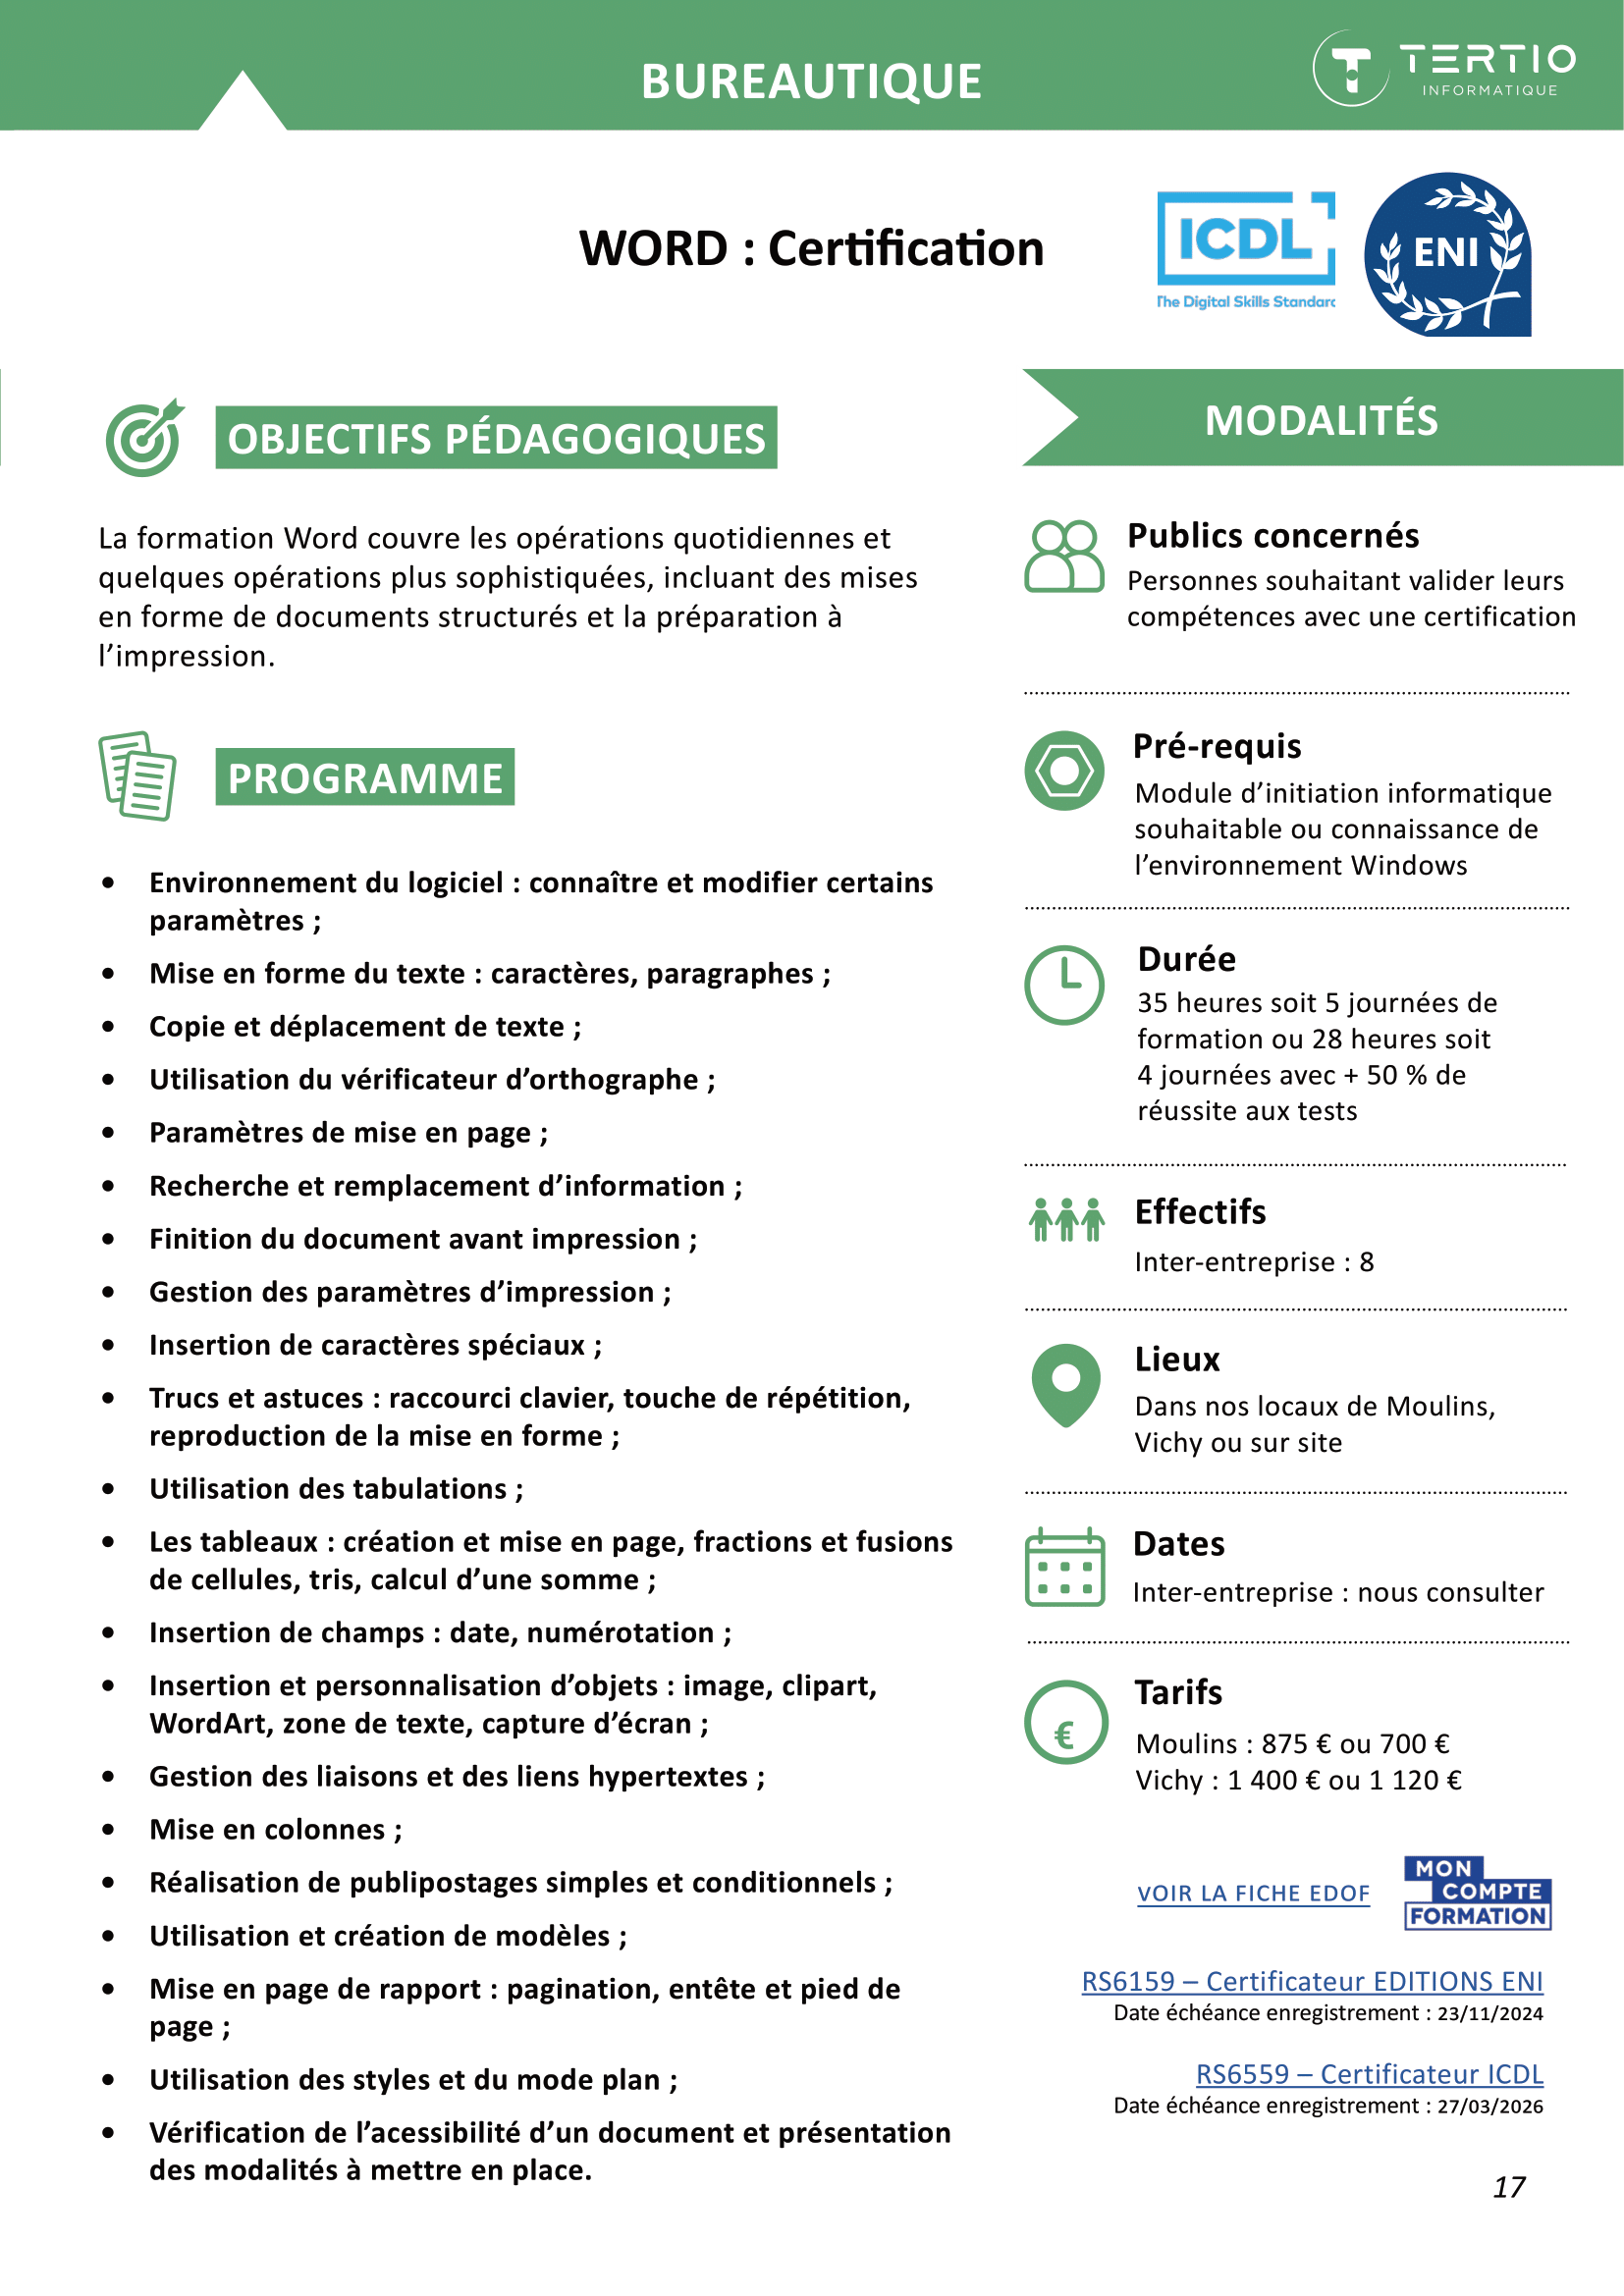 BUREAUTIQUE
TERTIO
INFORMATIQUE
WORD : Certification
ICDL
The Digital Skills Standard
ENI
OBJECTIFS PÉDAGOGIQUES
La formation Word couvre les opérations quotidiennes et
quelques opérations plus sophistiquées, incluant des mises
en forme de documents structurés et la préparation à
l’impression.
PROGRAMME
• Environnement du logiciel : connaître et modifier certains
paramètres ;
• Mise en forme du texte : caractères, paragraphes ;
• Copie et déplacement de texte ;
• Utilisation du vérificateur d’orthographe ;
• Paramètres de mise en page ;
• Recherche et remplacement d’information ;
• Finition du document avant impression ;
• Gestion des paramètres d’impression ;
• Insertion de caractères spéciaux ;
• Trucs et astuces : raccourci clavier, touche de répétition,
reproduction de la mise en forme ;
• Utilisation des tabulations ;
• Les tableaux : création et mise en page, fractions et fusions
de cellules, tris, calcul d’une somme ;
• Insertion de champs : date, numérotation ;
• Insertion et personnalisation d’objets : image, clipart,
WordArt, zone de texte, capture d’écran ;
• Gestion des liaisons et des liens hypertextes ;
• Mise en colonnes ;
• Réalisation de publipostages simples et conditionnels ;
• Utilisation et création de modèles ;
• Mise en page de rapport : pagination, entête et pied de
page ;
• Utilisation des styles et du mode plan ;
• Vérification de l’acessibilité d’un document et présentation
des modalités à mettre en place.
MODALITÉS
Publics concernés
Personnes souhaitant valider leurs
compétences avec une certification
Pré-requis
Module d’initiation informatique
souhaitable ou connaissance de
l’environnement Windows
Durée
35 heures soit 5 journées de
formation ou 28 heures soit
4 journées avec + 50 % de
réussite aux tests
Effectifs
Inter-entreprise : 8
Lieux
Dans nos locaux de Moulins,
Vichy ou sur site
Dates
Inter-entreprise : nous consulter
€
Tarifs
Moulins : 875 € ou 700 €
Vichy : 1 400 € ou 1 120 €
VOIR LA FICHE EDOF
MON
COMPTE
FORMATION
RS6159 – Certificateur EDITIONS ENI
Date échéance enregistrement : 23/11/2024
RS6559 – Certificateur ICDL
Date échéance enregistrement : 27/03/2026
17